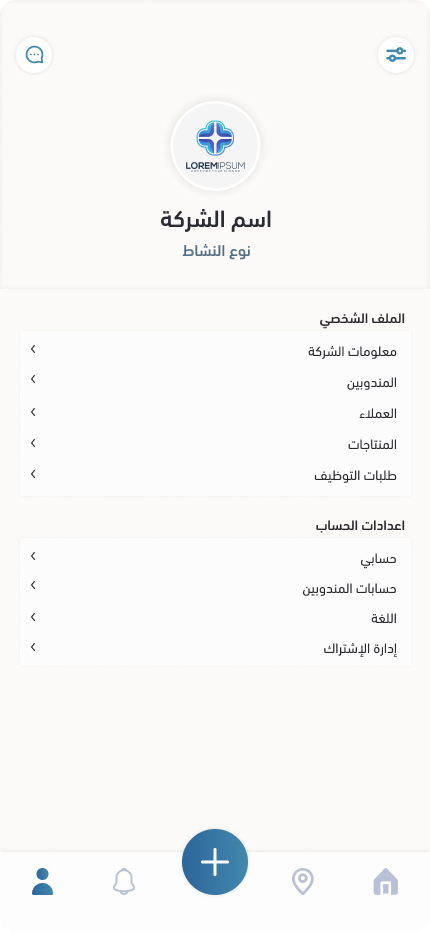 LOREMIPSUM
اسم الشركة
نوع النشاط
الملف الشخصي
معلومات الشركة
المندوبين
العملاء
المنتاجات
طلبات التوظيف
اعدادات الحساب
حسابي
حسابات المندوبين
اللغة
إدارة الإشتراك